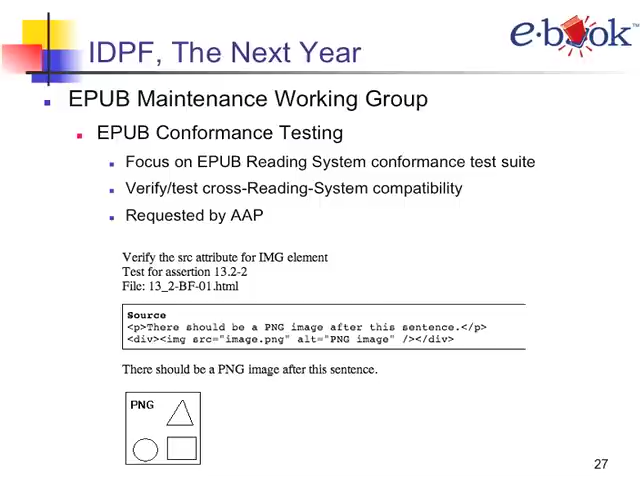 IDPF, The Next Year
e·book™
EPUB Maintenance Working Group
EPUB Conformance Testing
Focus on EPUB Reading System conformance test suite
Verify/test cross-Reading-System compatibility
Requested by AAP
Verify the src attribute for IMG element
Test for assertion 13.2-2
File: 13_2-BF-01.html
Source
<p>There should be a PNG image after this sentence.</p>
<div><img src="image.png" alt="PNG image" /></div>
There should be a PNG image after this sentence.
PNG
27